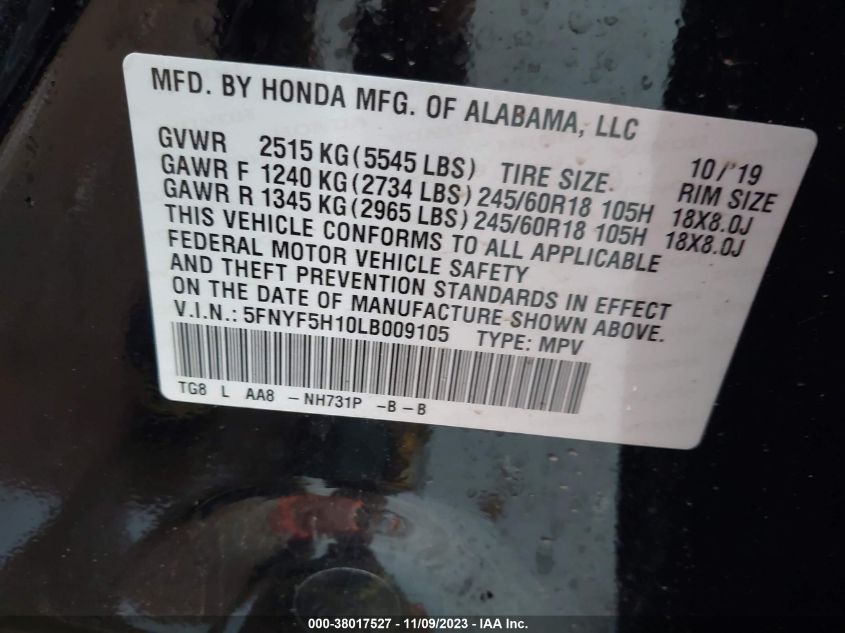 MFD. BY HONDA MFG. OF ALABAMA, LLC
10/'19
GVWR 2515 KG(5545 LBS) TIRE SIZE. RIM SIZE
GAWR F 1240 KG(2734 LBS) 245/60R18 105H 18X8.0J
GAWR R 1345 KG(2965 LBS) 245/60R18 105H 18X8.0J
THIS VEHICLE CONFORMS TO ALL APPLICABLE
FEDERAL MOTOR VEHICLE SAFETY
AND THEFT PREVENTION STANDARDS IN EFFECT
ON THE DATE OF MANUFACTURE SHOWN ABOVE.
V.I.N.: 5FNYF5H10LB009105 TYPE: MPV
TG8 L AA8 - NH731P - B - B
000-38017527 - 11/09/2023 - IAA Inc.